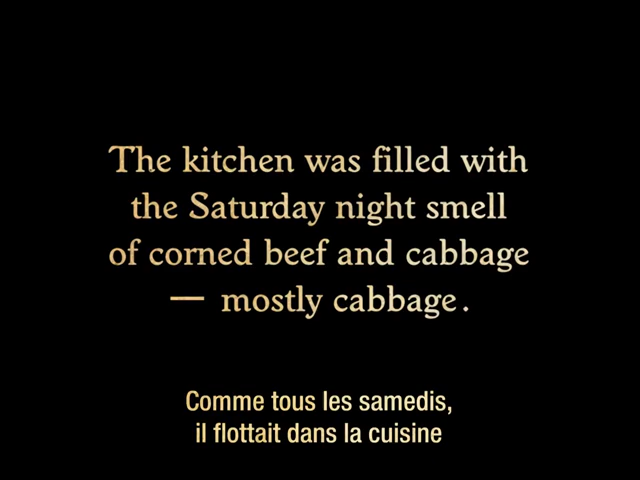 The kitchen was filled with
the Saturday night smell
of corned beef and cabbage
— mostly cabbage.
Comme tous les samedis,
il flottait dans la cuisine